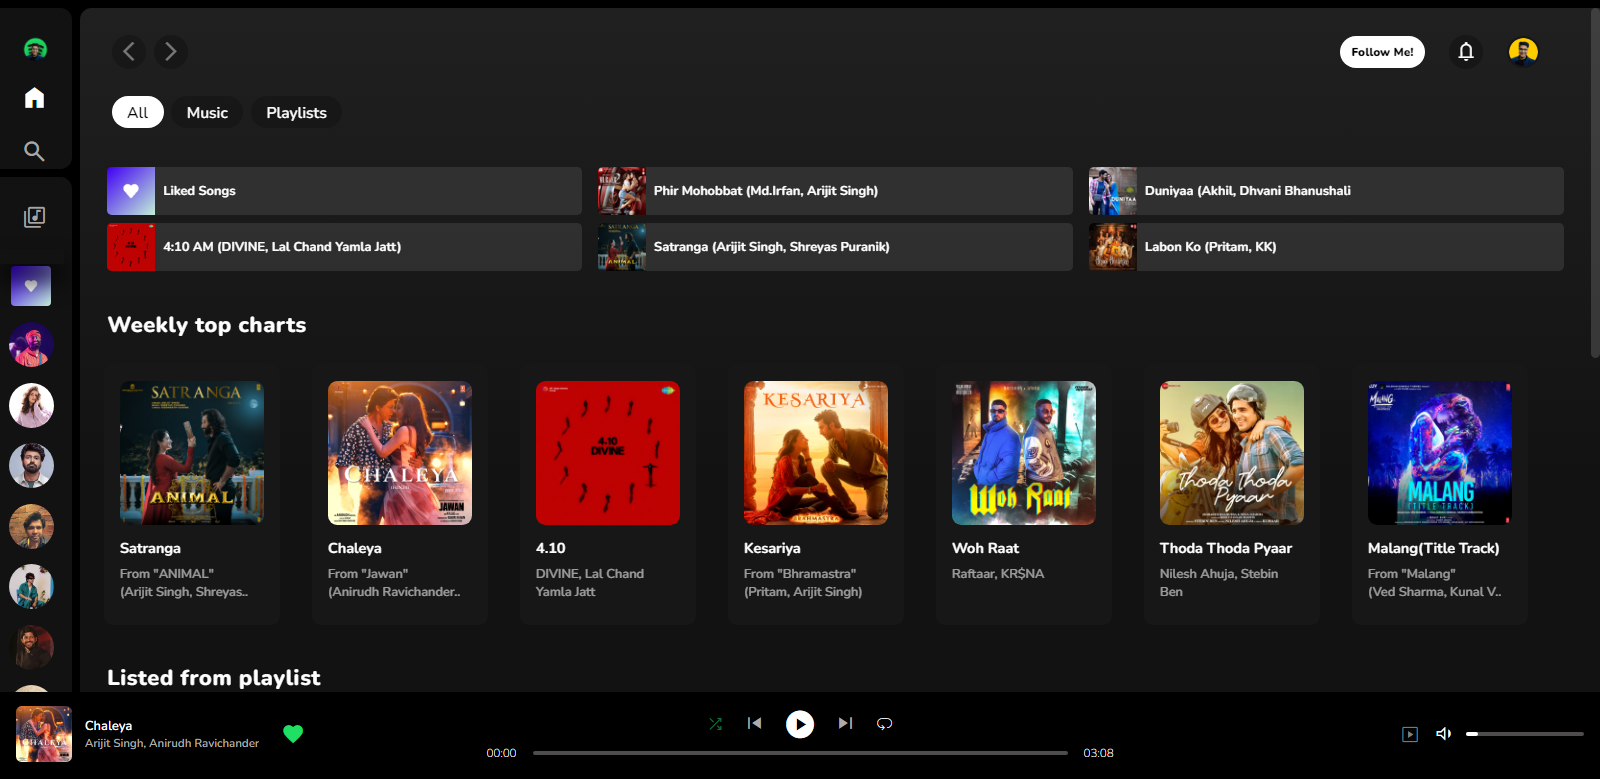 Follow Me!
All
Music
Playlists
Liked Songs
Phir Mohobbat (Md.Irfan, Arijit Singh)
Duniyaa (Akhil, Dhvani Bhanushali
4:10 AM (DIVINE, Lal Chand Yamla Jatt)
Satranga (Arijit Singh, Shreyas Puranik)
Labon Ko (Pritam, KK)
Weekly top charts
SATRANGA
ANIMAL
CHALEYA
JAWAN
4.10
DIVINE
KESARIYA
BRAHMASTRA
Woh Raat
Thoda Thoda
Pyaar
MALANG
MALANG
(TITLE TRACK)
Satranga
From "ANIMAL"
(Arijit Singh, Shreyas..
Chaleya
From "Jawan"
(Anirudh Ravichander..
4.10
DIVINE, Lal Chand
Yamla Jatt
Kesariya
From "Bhramastra"
(Pritam, Arijit Singh)
Woh Raat
Raftaar, KR$NA
Thoda Thoda Pyaar
Nilesh Ahuja, Stebin
Ben
Malang(Title Track)
From "Malang"
(Ved Sharma, Kunal V..
Listed from playlist
CHALEYA
Chaleya
Arijit Singh, Anirudh Ravichander
00:00
03:08